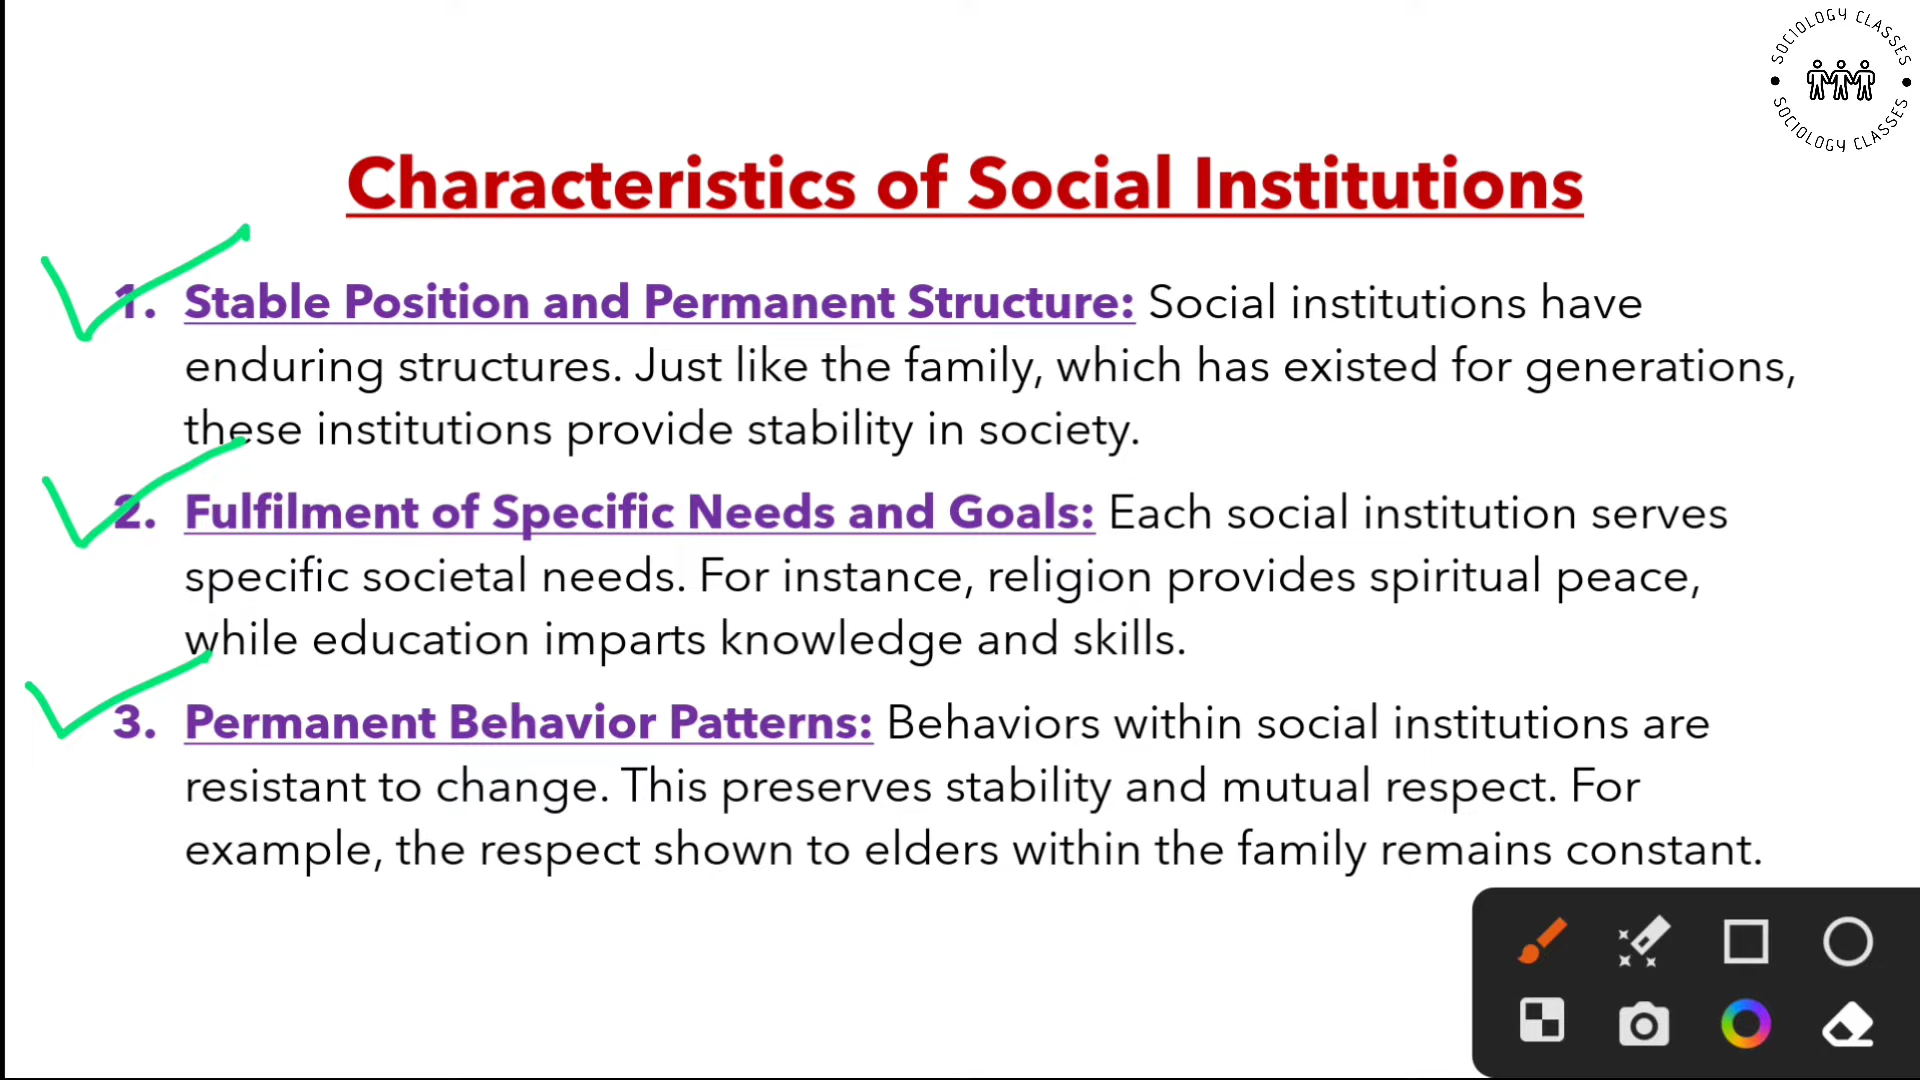 SOCIOLOGY CLASSES
SOCIOLOGY CLASSES
Characteristics of Social Institutions
1. Stable Position and Permanent Structure: Social institutions have
enduring structures. Just like the family, which has existed for generations,
these institutions provide stability in society.
2. Fulfilment of Specific Needs and Goals: Each social institution serves
specific societal needs. For instance, religion provides spiritual peace,
while education imparts knowledge and skills.
3. Permanent Behavior Patterns: Behaviors within social institutions are
resistant to change. This preserves stability and mutual respect. For
example, the respect shown to elders within the family remains constant.